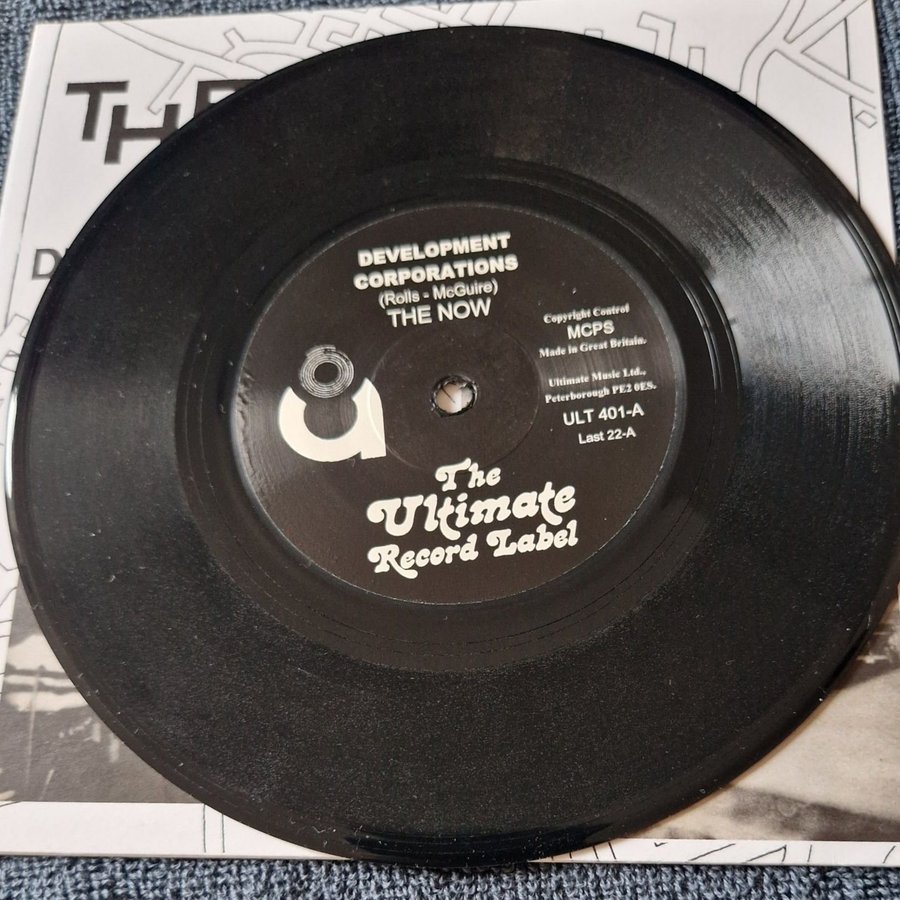 TH
D
DEVELOPMENT
CORPORATIONS
(Rolls - McGuire)
THE NOW
Copyright Control
MCPS
Made in Great Britain.
Ultimate Music Ltd.,
Peterborough PE2 0ES.
ULT 401-A
Last 22-A
The
Ultimate
Record Label